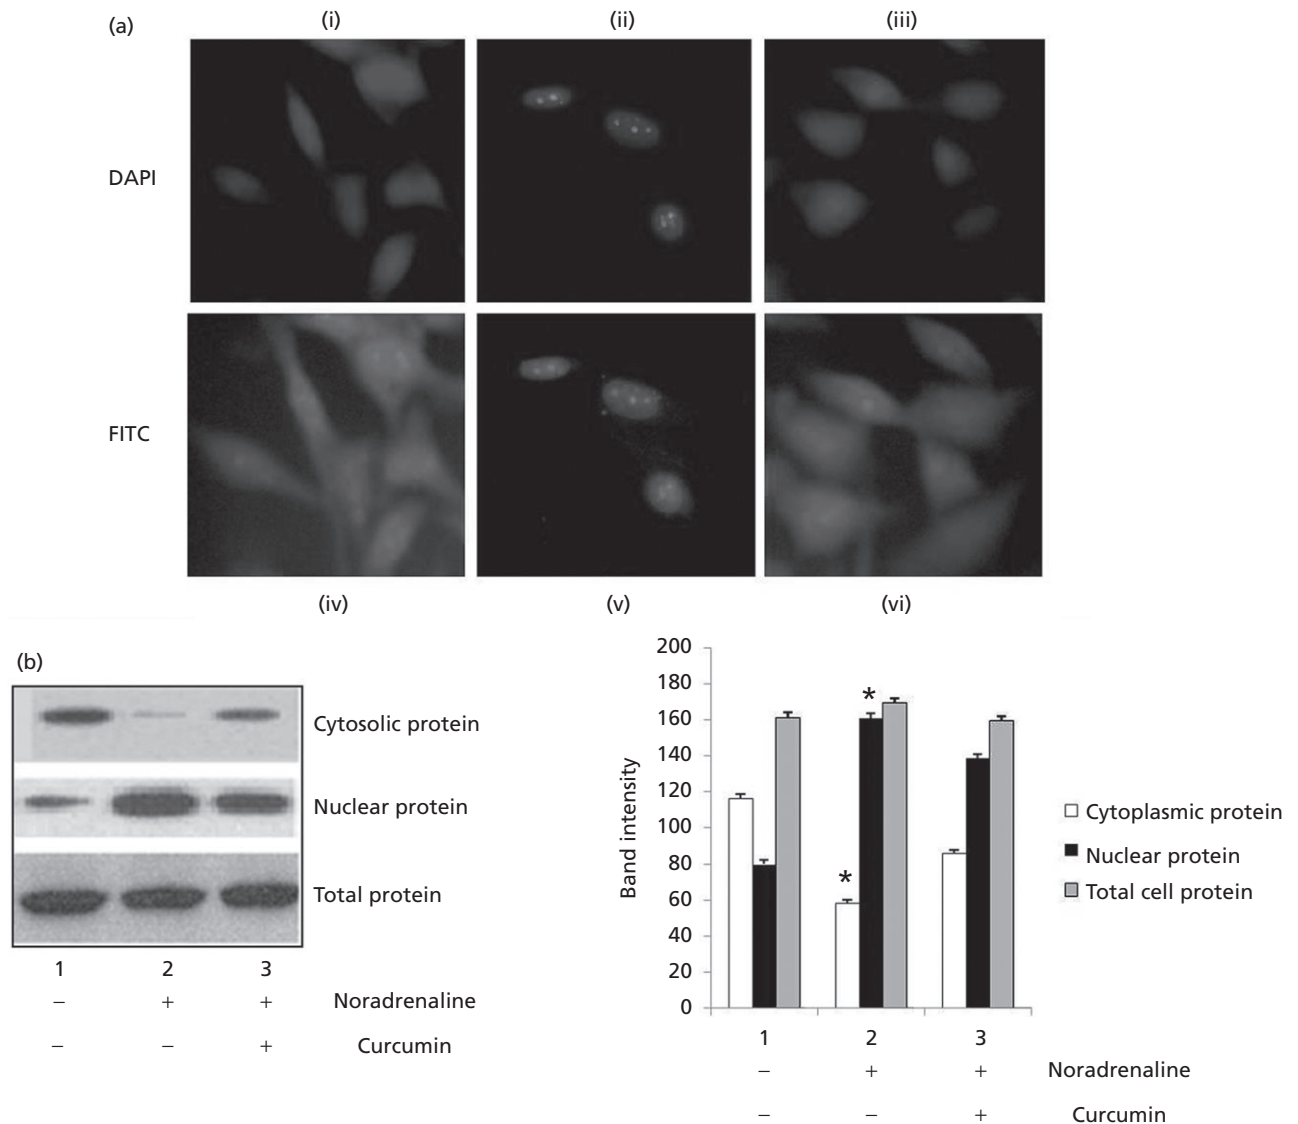 (a)
(i) (ii) (iii)
DAPI
FITC
(iv) (v) (vi)
(b)
Cytosolic protein
Nuclear protein
Total protein
1 2 3
– + + Noradrenaline
– – + Curcumin
200
180
160
140
120
100
80
60
40
20
0
Band intensity
*
*
Cytoplasmic protein
Nuclear protein
Total cell protein
1 2 3
– + + Noradrenaline
– – + Curcumin